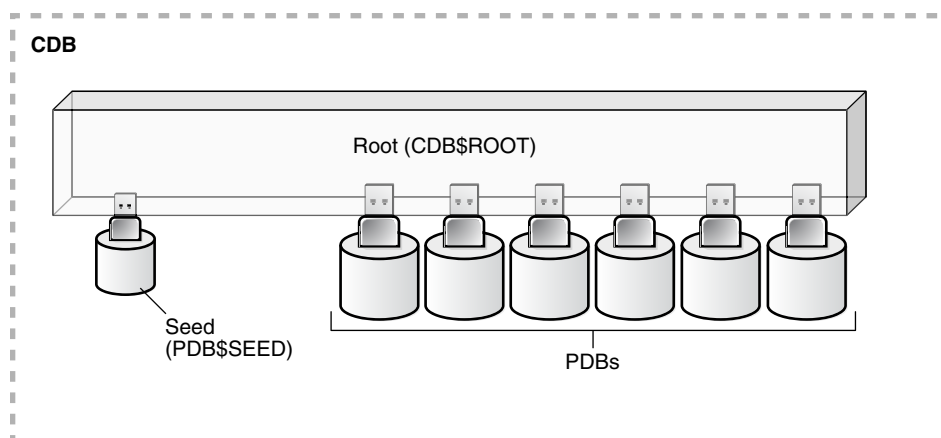 CDB
Root (CDB$ROOT)
Seed
(PDB$SEED)
PDBs